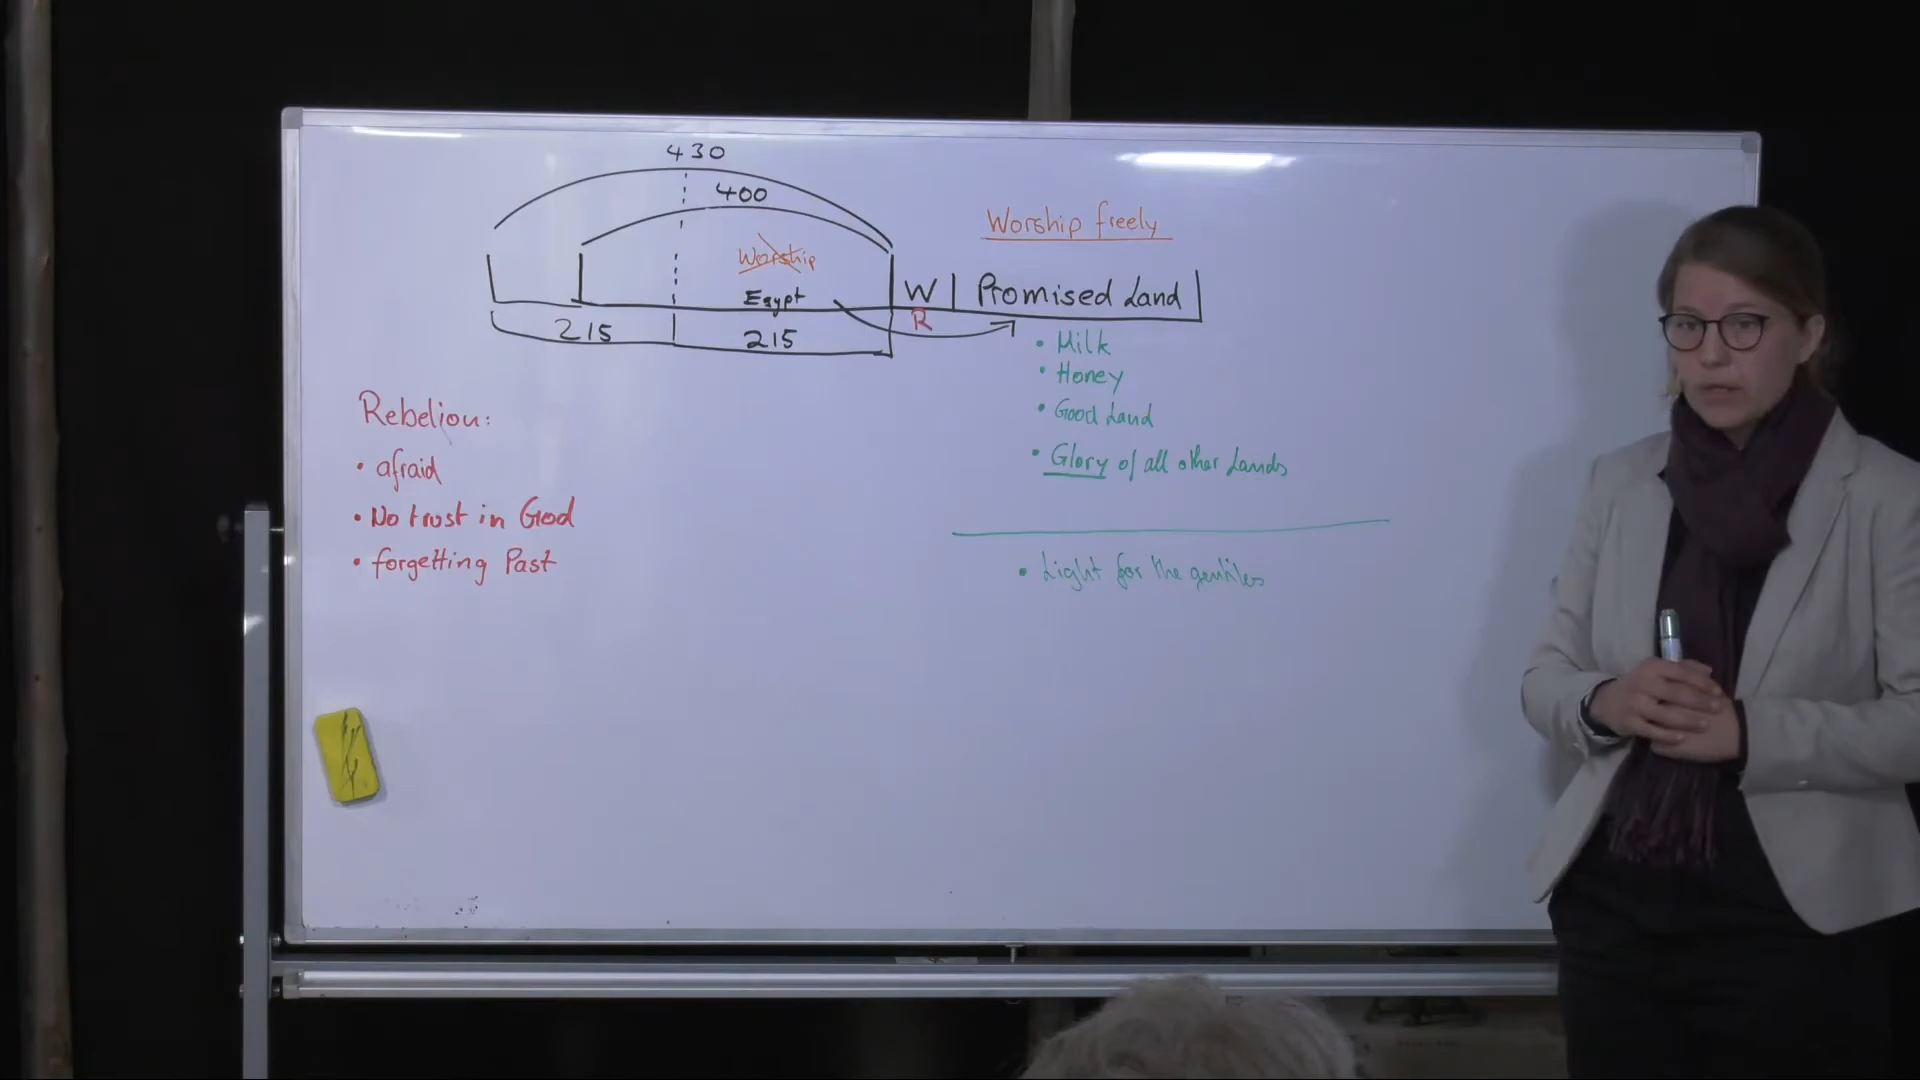 430
400
Worship freely
Worship
Egypt
W
Promised Land
R
215
215
• Milk
• Honey
• Good Land
• Glory of all other Lands
Rebelion:
• afraid
• No trust in God
• forgetting Past
• Light for the gentiles